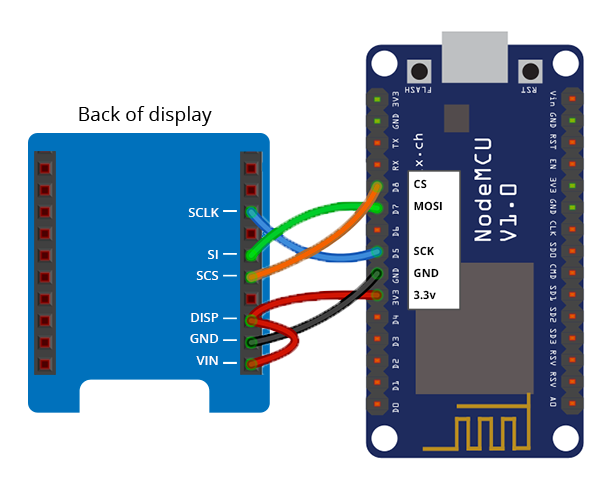 Back of display
SCLK
SI
SCS
DISP
GND
VIN
FLASH
RST
3V3
GND
TX
RX
D8
D7
D6
D5
GND
3V3
D4
D3
D2
D1
D0
x.ch
CS
MOSI
SCK
GND
3.3v
NodeMCU
V1.0
Vin
GND
RST
EN
3V3
GND
CLK
SD0
CMD
SD1
SD2
SD3
RSV
RSV
A0